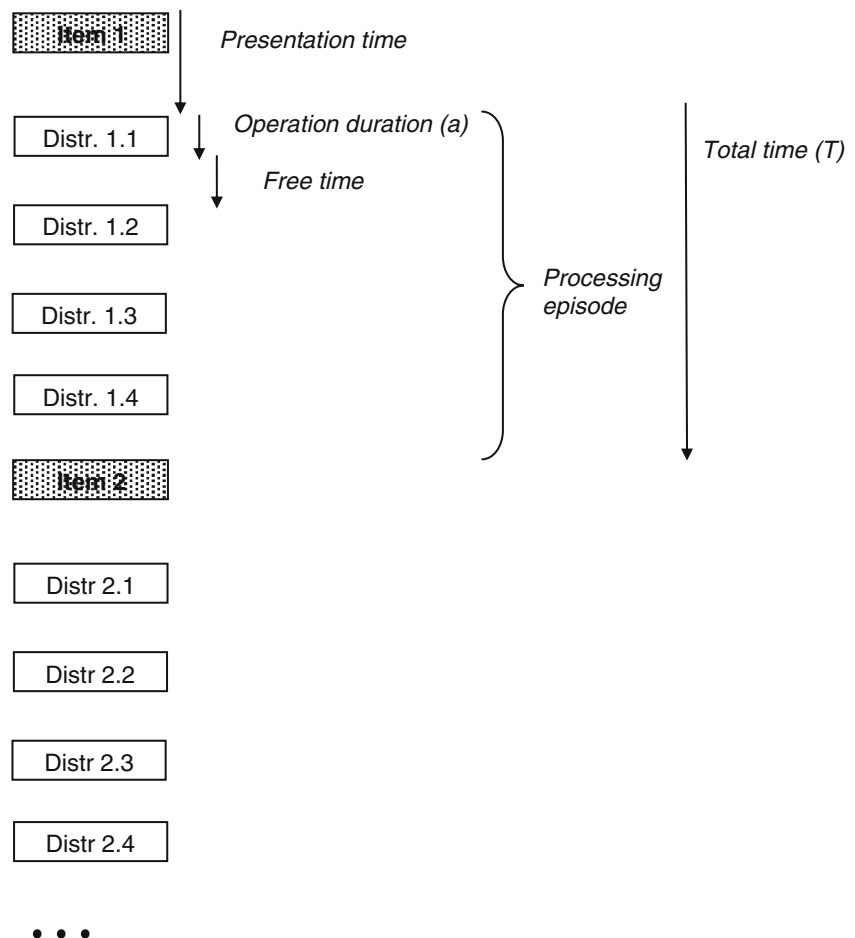 Item 1
Presentation time
Distr. 1.1
Operation duration (a)
Total time (T)
Free time
Distr. 1.2
Processing
episode
Distr. 1.3
Distr. 1.4
Item 2
Distr 2.1
Distr 2.2
Distr 2.3
Distr 2.4
...